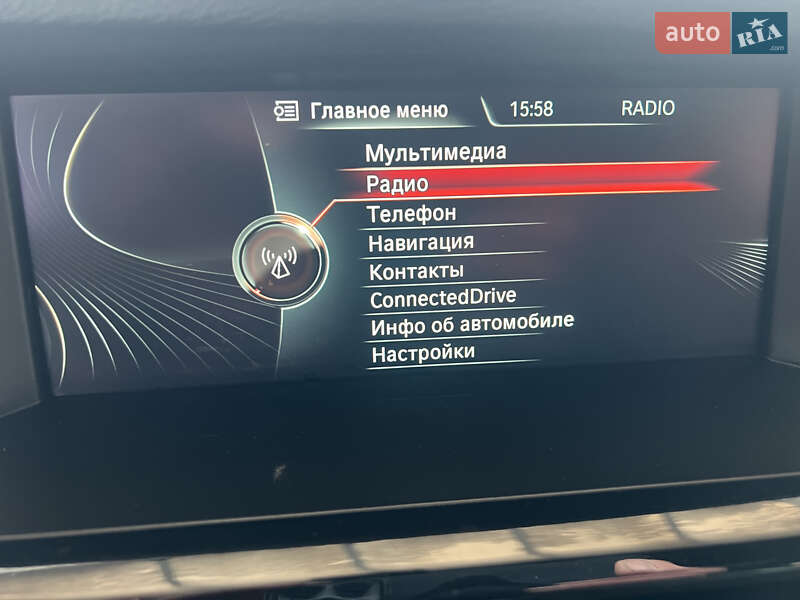 auto RIA
.com
Главное меню 15:58 RADIO
Мультимедиа
Радио
Телефон
Навигация
Контакты
ConnectedDrive
Инфо об автомобиле
Настройки